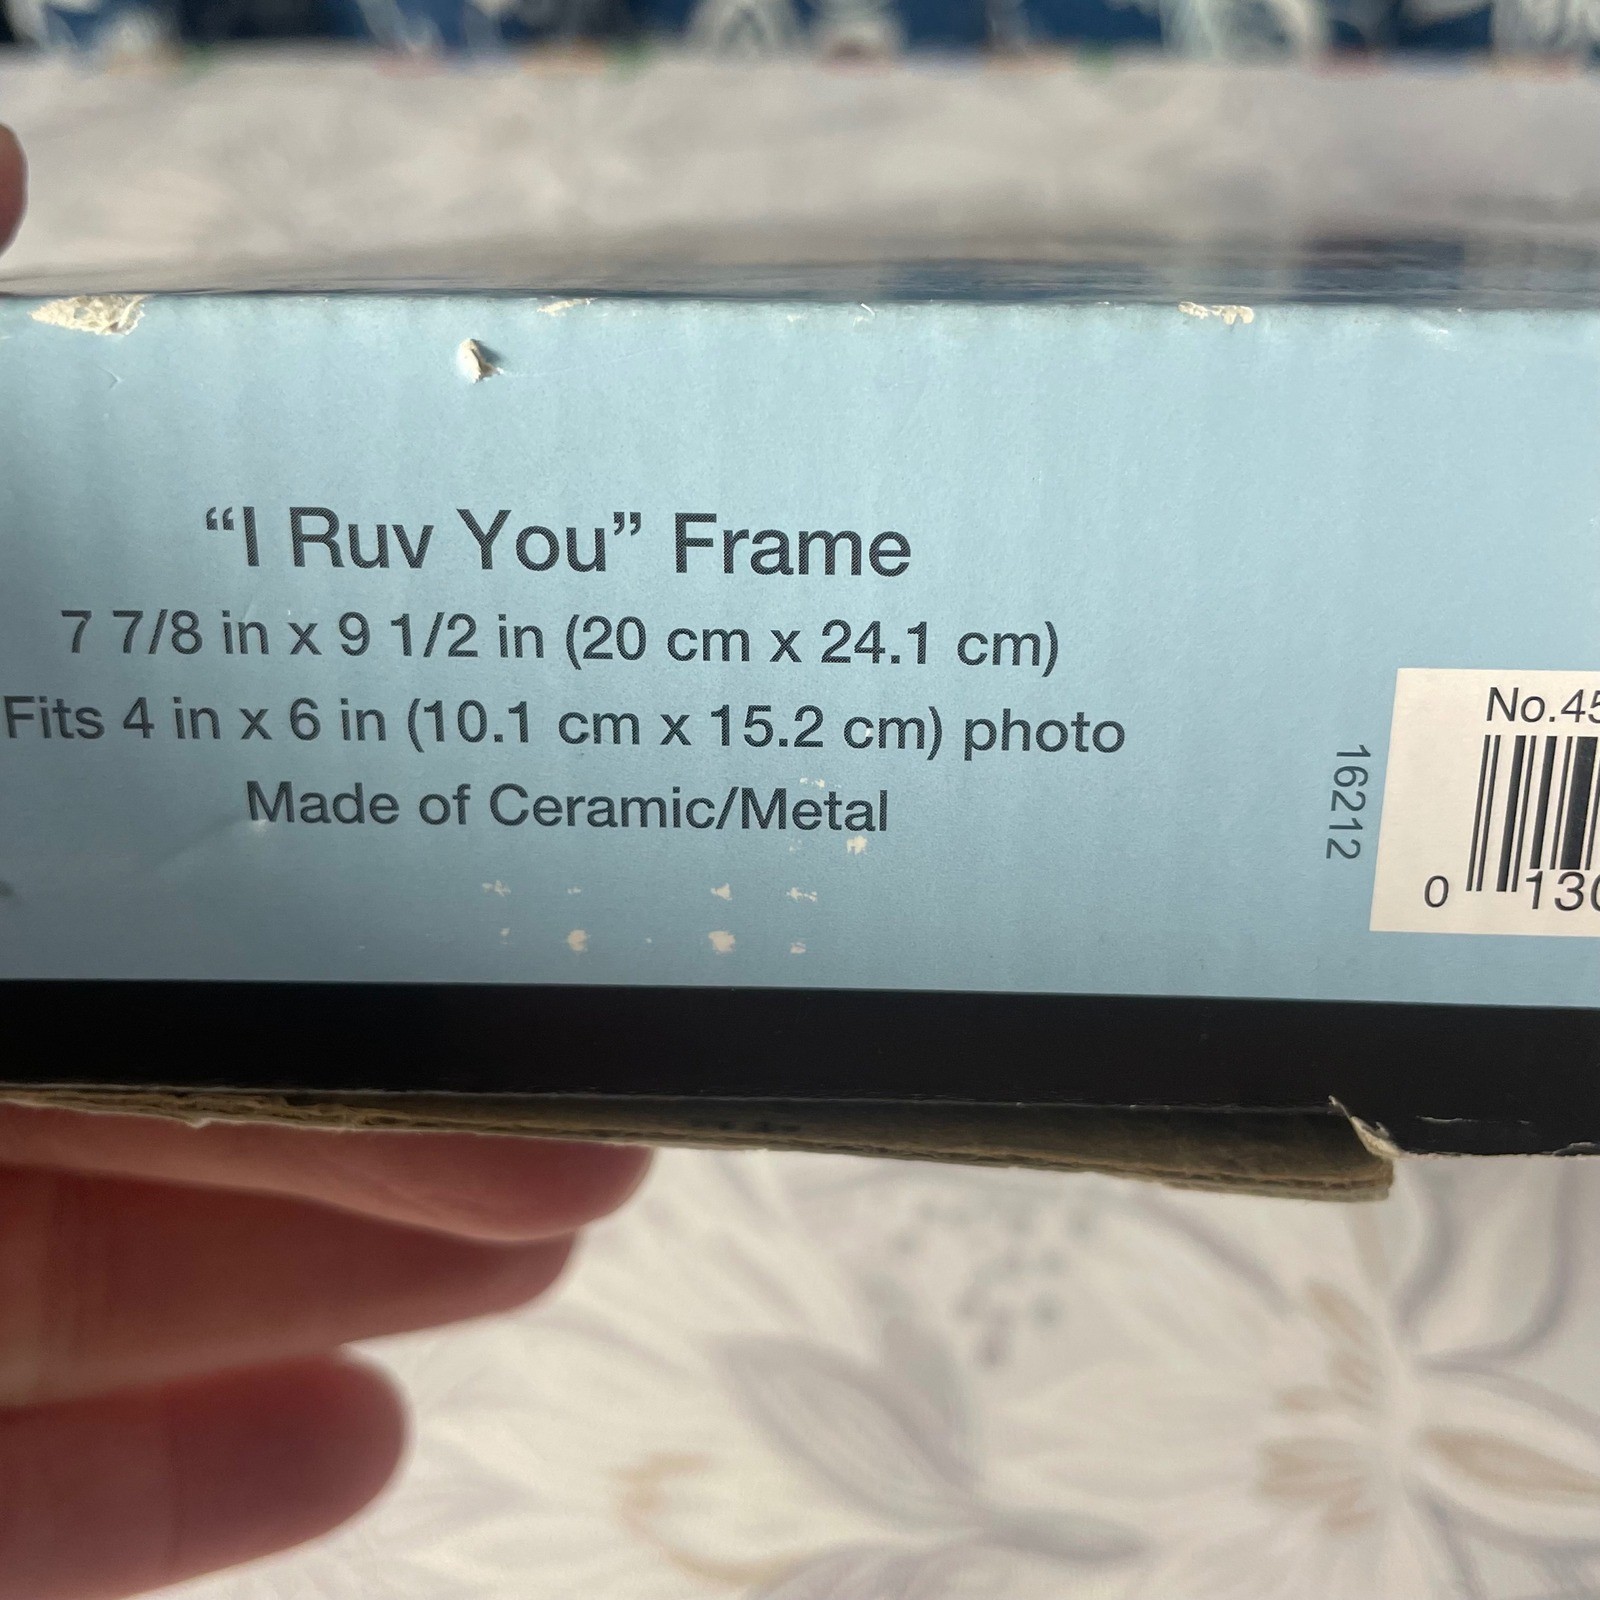 “I Ruv You” Frame
7 7/8 in x 9 1/2 in (20 cm x 24.1 cm)
Fits 4 in x 6 in (10.1 cm x 15.2 cm) photo
Made of Ceramic/Metal
16212
No.45
0 130